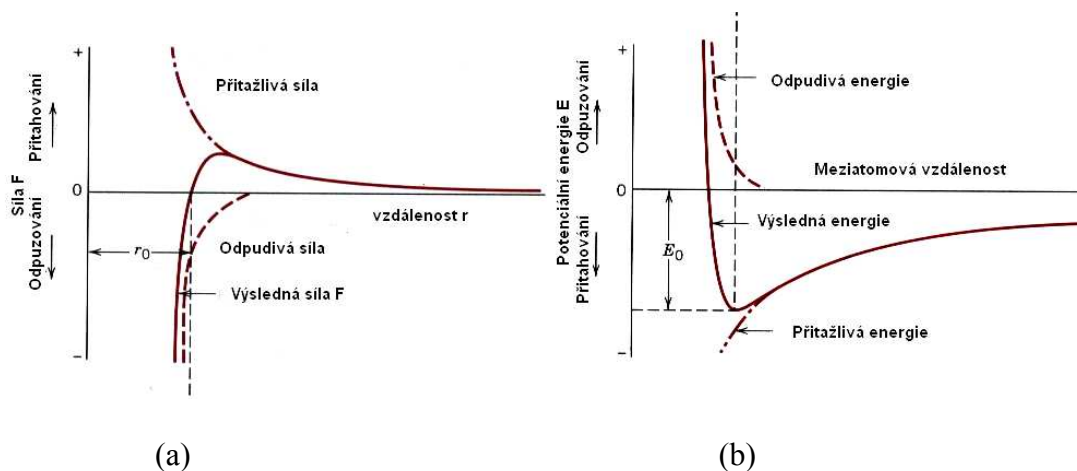 +
Přitahování
Síla F
0
Odpuzování
−
Přitažlivá síla
vzdálenost r
r0
Odpudivá síla
Výsledná síla F
(a)
+
Odpuzování
Potenciální energie E
0
Přitahování
−
Odpudivá energie
Meziatomová vzdálenost
Výsledná energie
E0
Přitažlivá energie
(b)